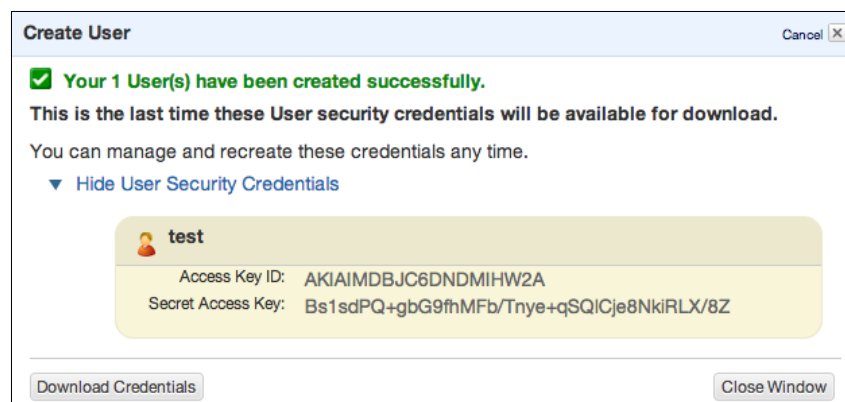 Create User
Cancel
Your 1 User(s) have been created successfully.
This is the last time these User security credentials will be available for download.
You can manage and recreate these credentials any time.
Hide User Security Credentials
test
Access Key ID: AKIAIMDBJC6DNDMIHW2A
Secret Access Key: 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
Download Credentials
Close Window